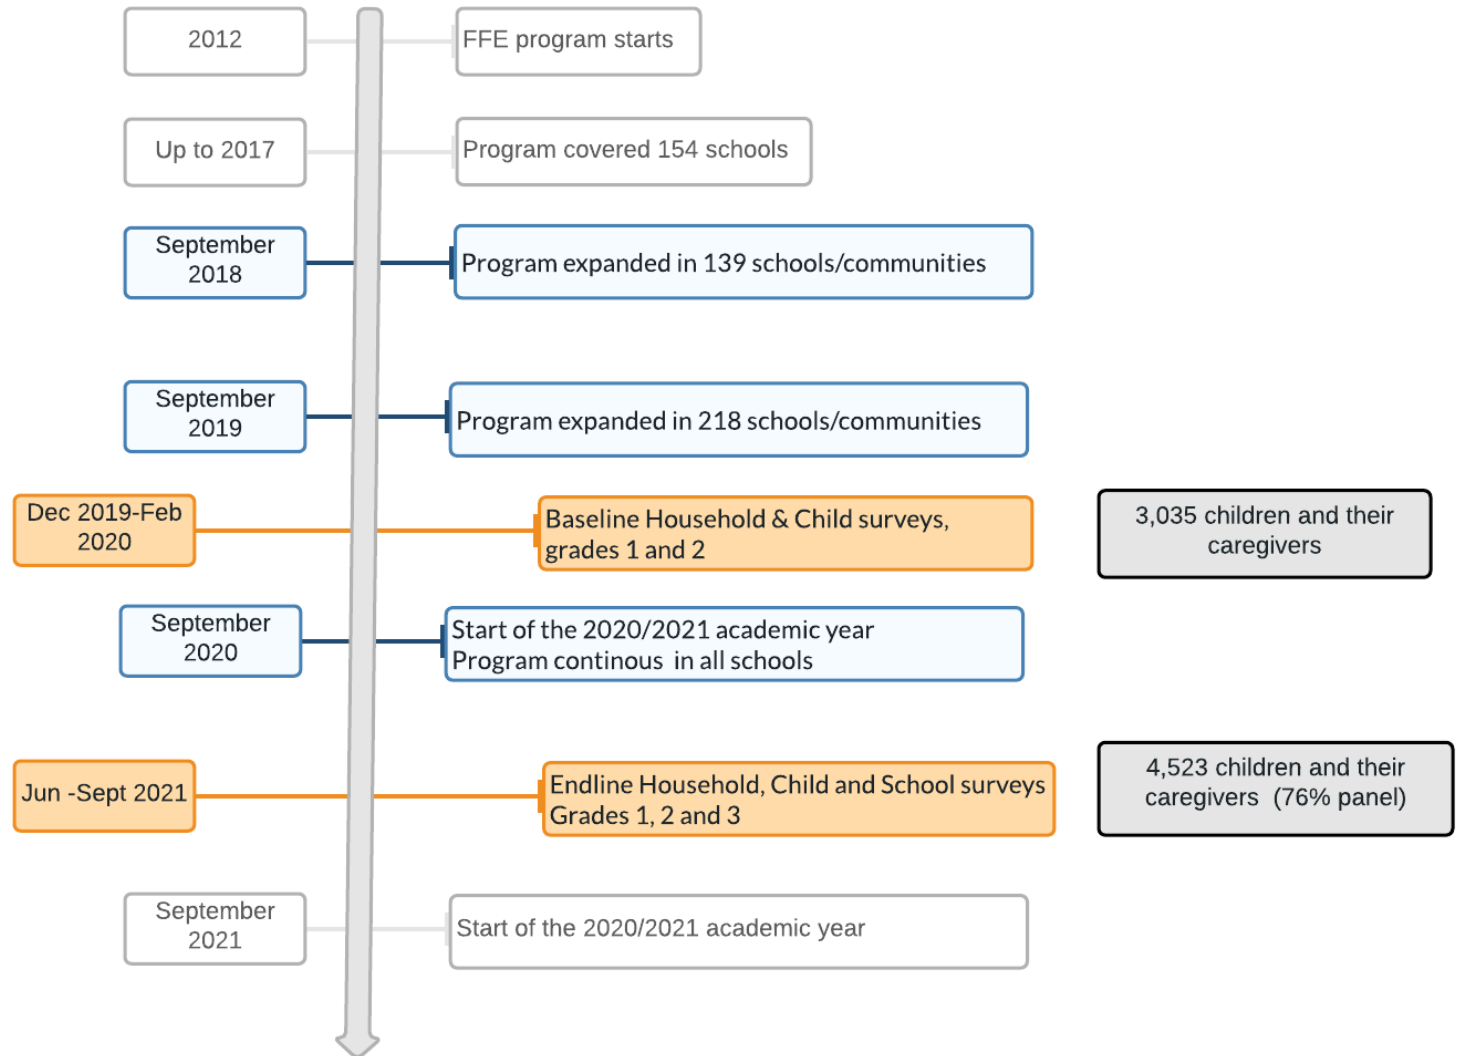 2012
FFE program starts
Up to 2017
Program covered 154 schools
September
2018
Program expanded in 139 schools/communities
September
2019
Program expanded in 218 schools/communities
Dec 2019-Feb
2020
Baseline Household & Child surveys,
grades 1 and 2
3,035 children and their
caregivers
September
2020
Start of the 2020/2021 academic year
Program continous in all schools
Jun -Sept 2021
Endline Household, Child and School surveys
Grades 1, 2 and 3
4,523 children and their
caregivers (76% panel)
September
2021
Start of the 2020/2021 academic year